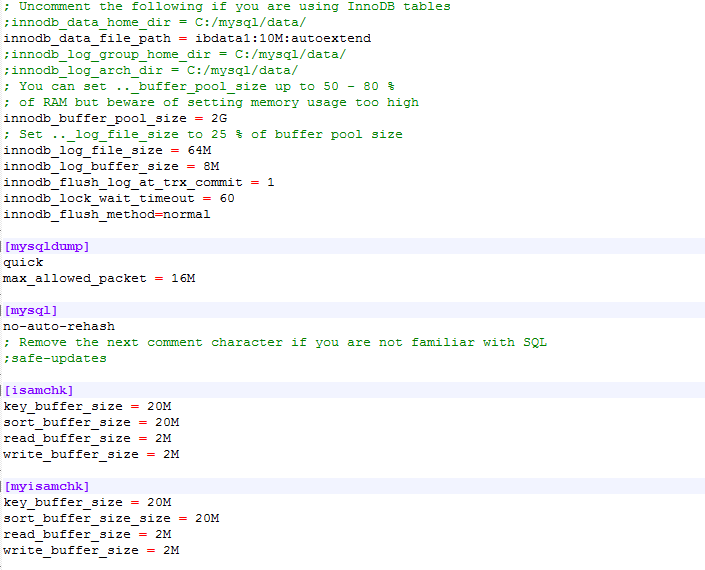 ; Uncomment the following if you are using InnoDB tables
;innodb_data_home_dir = C:/mysql/data/
innodb_data_file_path = ibdata1:10M:autoextend
;innodb_log_group_home_dir = C:/mysql/data/
;innodb_log_arch_dir = C:/mysql/data/
; You can set .._buffer_pool_size up to 50 - 80 %
; of RAM but beware of setting memory usage too high
innodb_buffer_pool_size = 2G
; Set .._log_file_size to 25 % of buffer pool size
innodb_log_file_size = 64M
innodb_log_buffer_size = 8M
innodb_flush_log_at_trx_commit = 1
innodb_lock_wait_timeout = 60
innodb_flush_method=normal
[mysqldump]
quick
max_allowed_packet = 16M
[mysql]
no-auto-rehash
; Remove the next comment character if you are not familiar with SQL
;safe-updates
[isamchk]
key_buffer_size = 20M
sort_buffer_size = 20M
read_buffer_size = 2M
write_buffer_size = 2M
[myisamchk]
key_buffer_size = 20M
sort_buffer_size_size = 20M
read_buffer_size = 2M
write_buffer_size = 2M